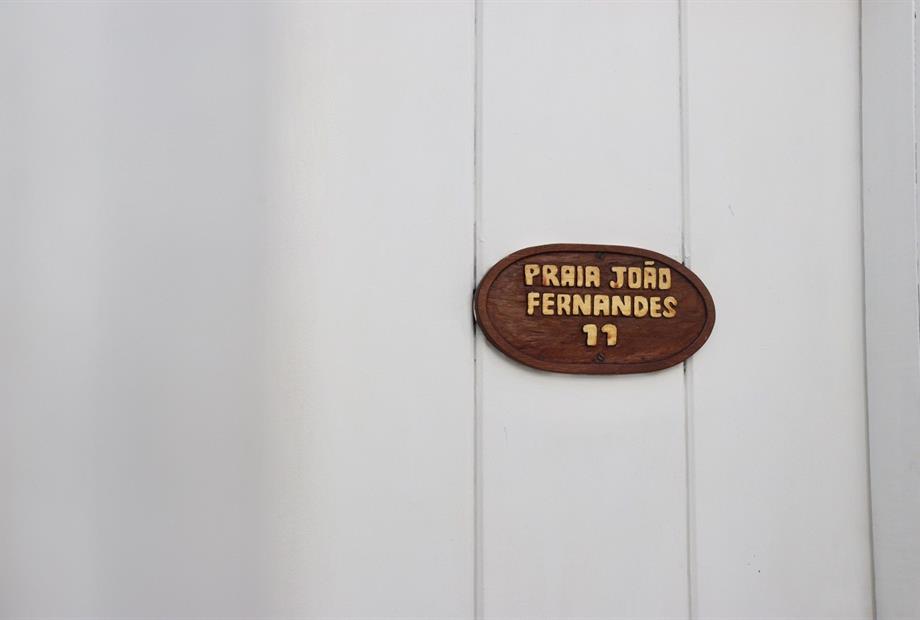 PRAIA JOÃO
FERNANDES
11